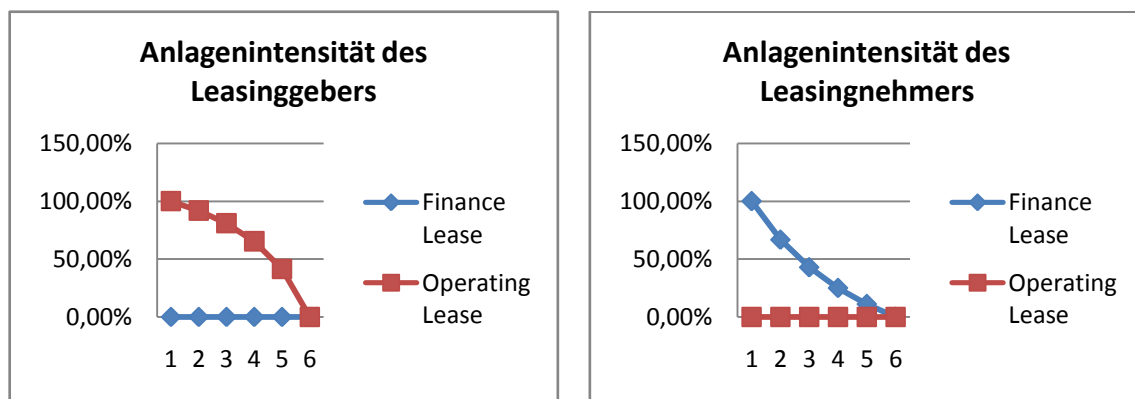 Anlagenintensität des
Leasinggebers
150,00%
100,00%
50,00%
0,00%
1 2 3 4 5 6
Finance
Lease
Operating
Lease
Anlagenintensität des
Leasingnehmers
150,00%
100,00%
50,00%
0,00%
1 2 3 4 5 6
Finance
Lease
Operating
Lease